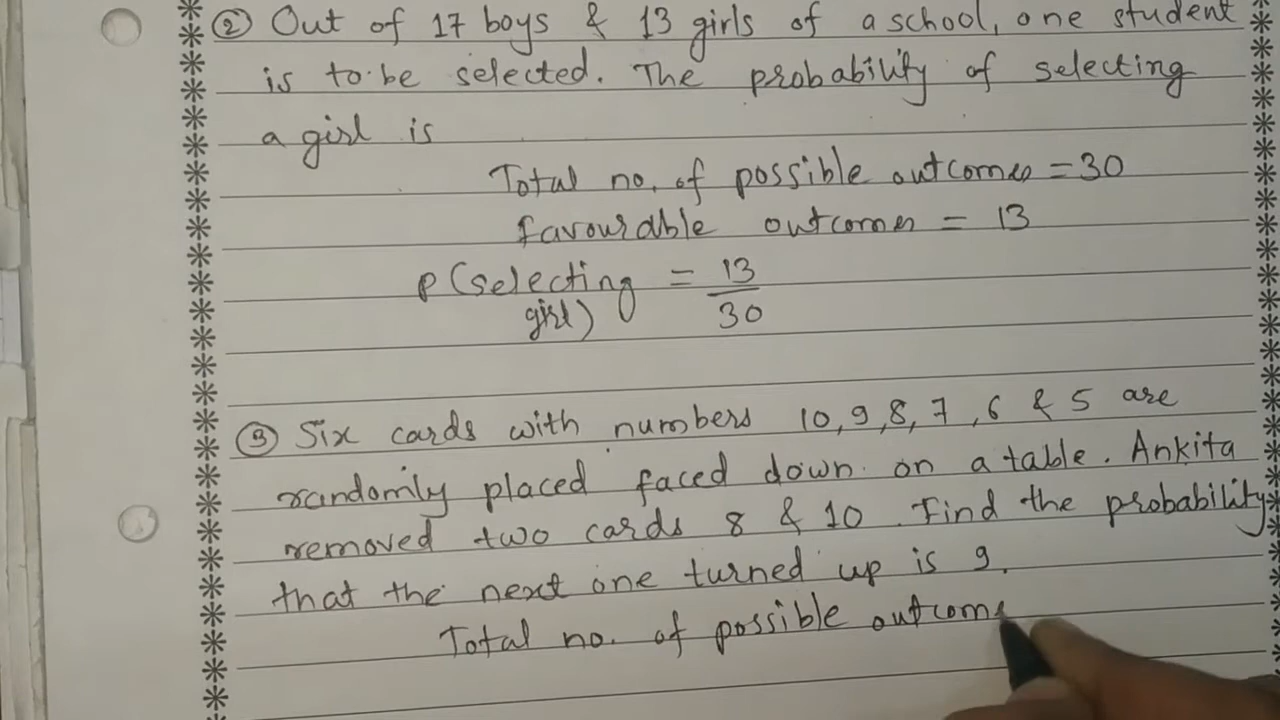 ② Out of 17 boys & 13 girls of a school, one student
is to be selected. The probability of selecting
a girl is
Total no. of possible outcomes = 30
favourable outcomes = 13
P(selecting girl) = 13/30
③ Six cards with numbers 10, 9, 8, 7, 6 & 5 are
randomly placed faced down on a table. Ankita
removed two cards 8 & 10. Find the probability
that the next one turned up is 9.
Total no. of possible outcome